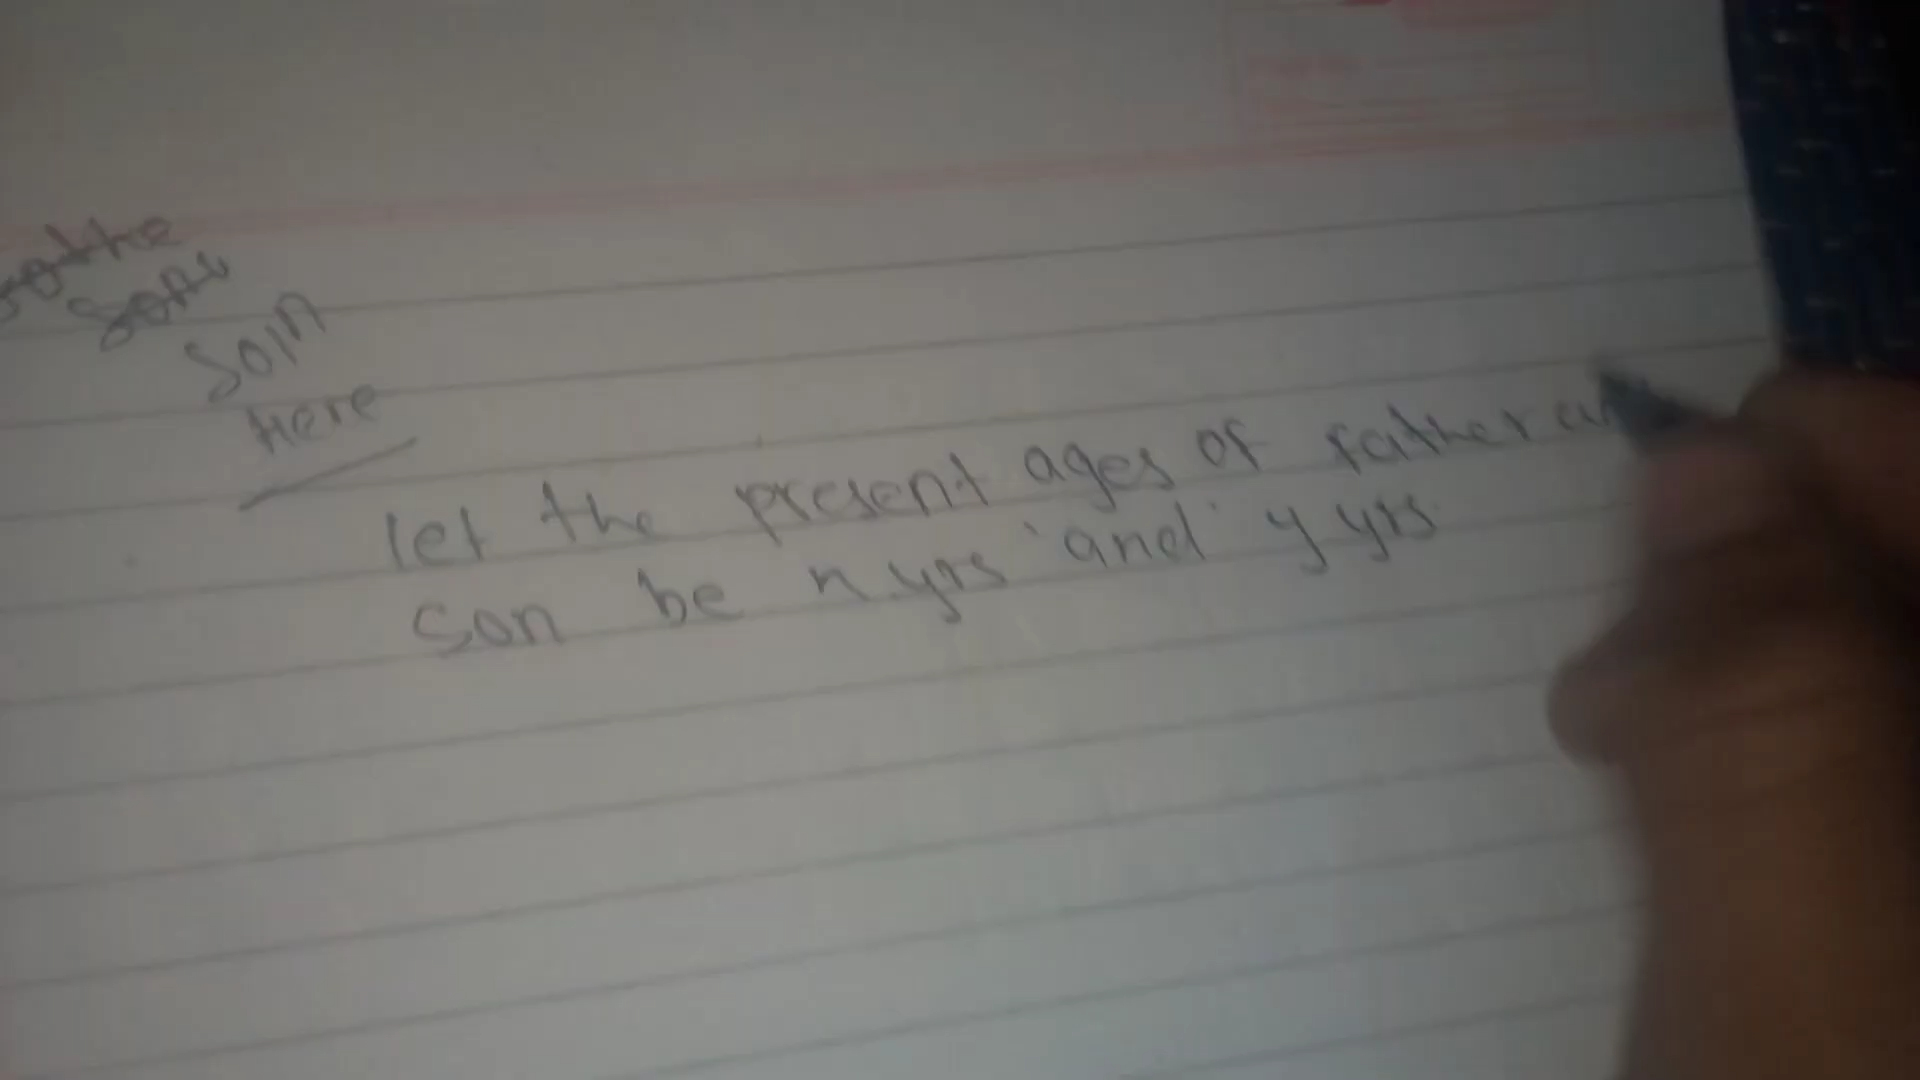 soln
Here
let the present ages of father
son be x yrs 'and' y yrs